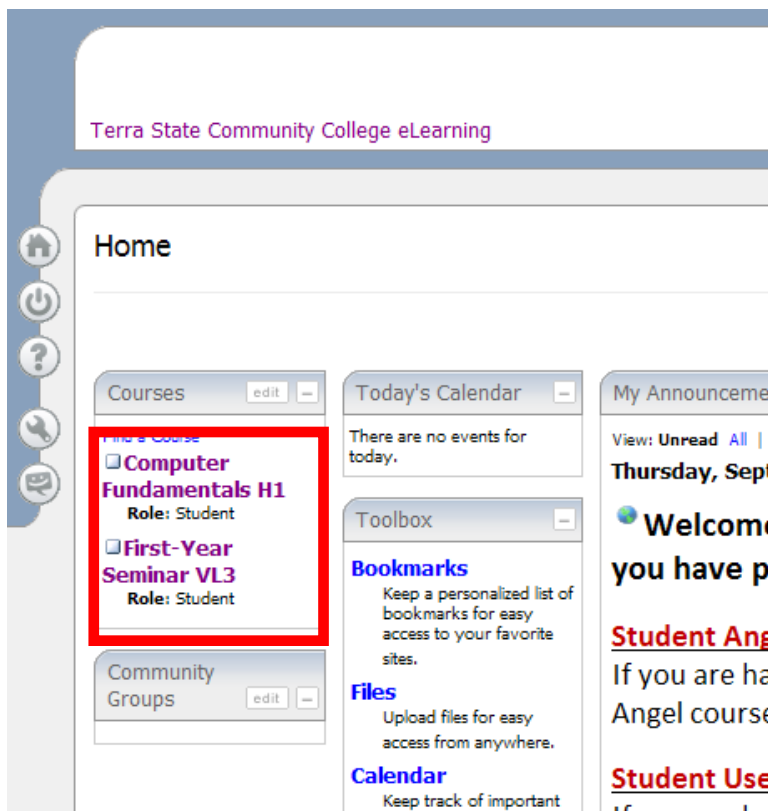 Terra State Community College eLearning
Home
Courses
edit
Find a Course
Computer
Fundamentals H1
Role: Student
First-Year
Seminar VL3
Role: Student
Community
Groups
edit
Today's Calendar
There are no events for
today.
Toolbox
Bookmarks
Keep a personalized list of
bookmarks for easy
access to your favorite
sites.
Files
Upload files for easy
access from anywhere.
Calendar
Keep track of important
My Announceme
View: Unread All |
Thursday, Sept
Welcome
you have p
Student Ang
If you are ha
Angel course
Student Use